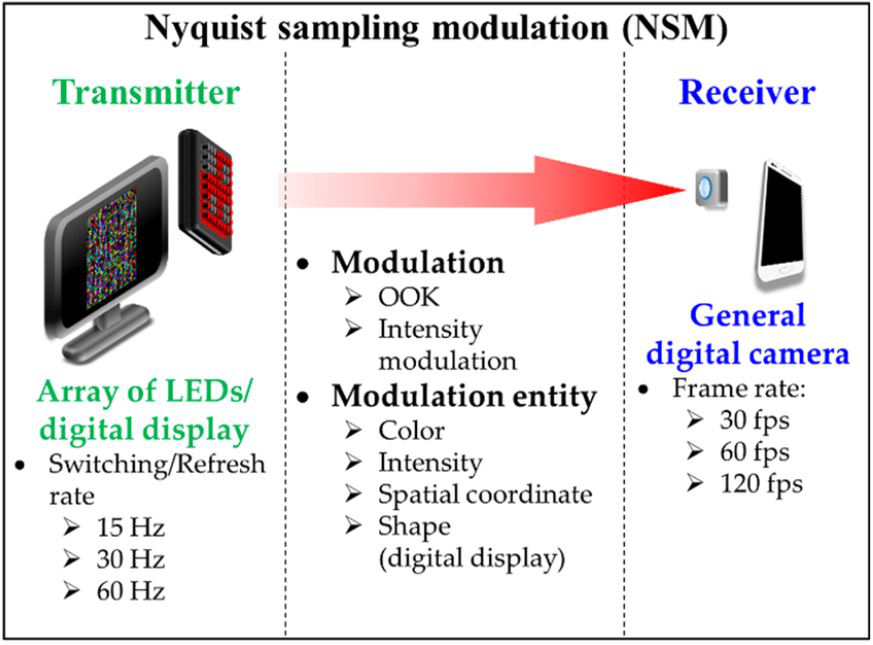 Nyquist sampling modulation (NSM)
Transmitter
Array of LEDs/
digital display
• Switching/Refresh
rate
➢ 15 Hz
➢ 30 Hz
➢ 60 Hz
• Modulation
➢ OOK
➢ Intensity
modulation
• Modulation entity
➢ Color
➢ Intensity
➢ Spatial coordinate
➢ Shape
(digital display)
Receiver
General
digital camera
• Frame rate:
➢ 30 fps
➢ 60 fps
➢ 120 fps